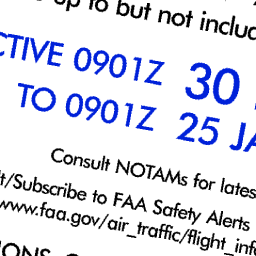 up to but not includ
CTIVE 0901Z 30
TO 0901Z 25 JA
Consult NOTAMs for lates
t/Subscribe to FAA Safety Alerts
www.faa.gov/air_traffic/flight_info
IONS